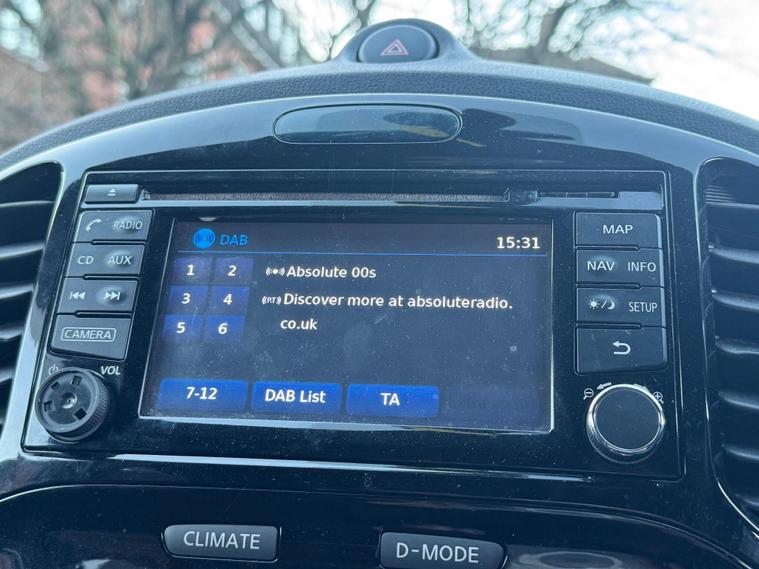 RADIO
CD AUX
CAMERA
VOL
DAB
15:31
1 2
3 4
5 6
Absolute 00s
(RT) Discover more at absoluteradio.
co.uk
7-12
DAB List
TA
MAP
NAV INFO
SETUP
CLIMATE
D-MODE